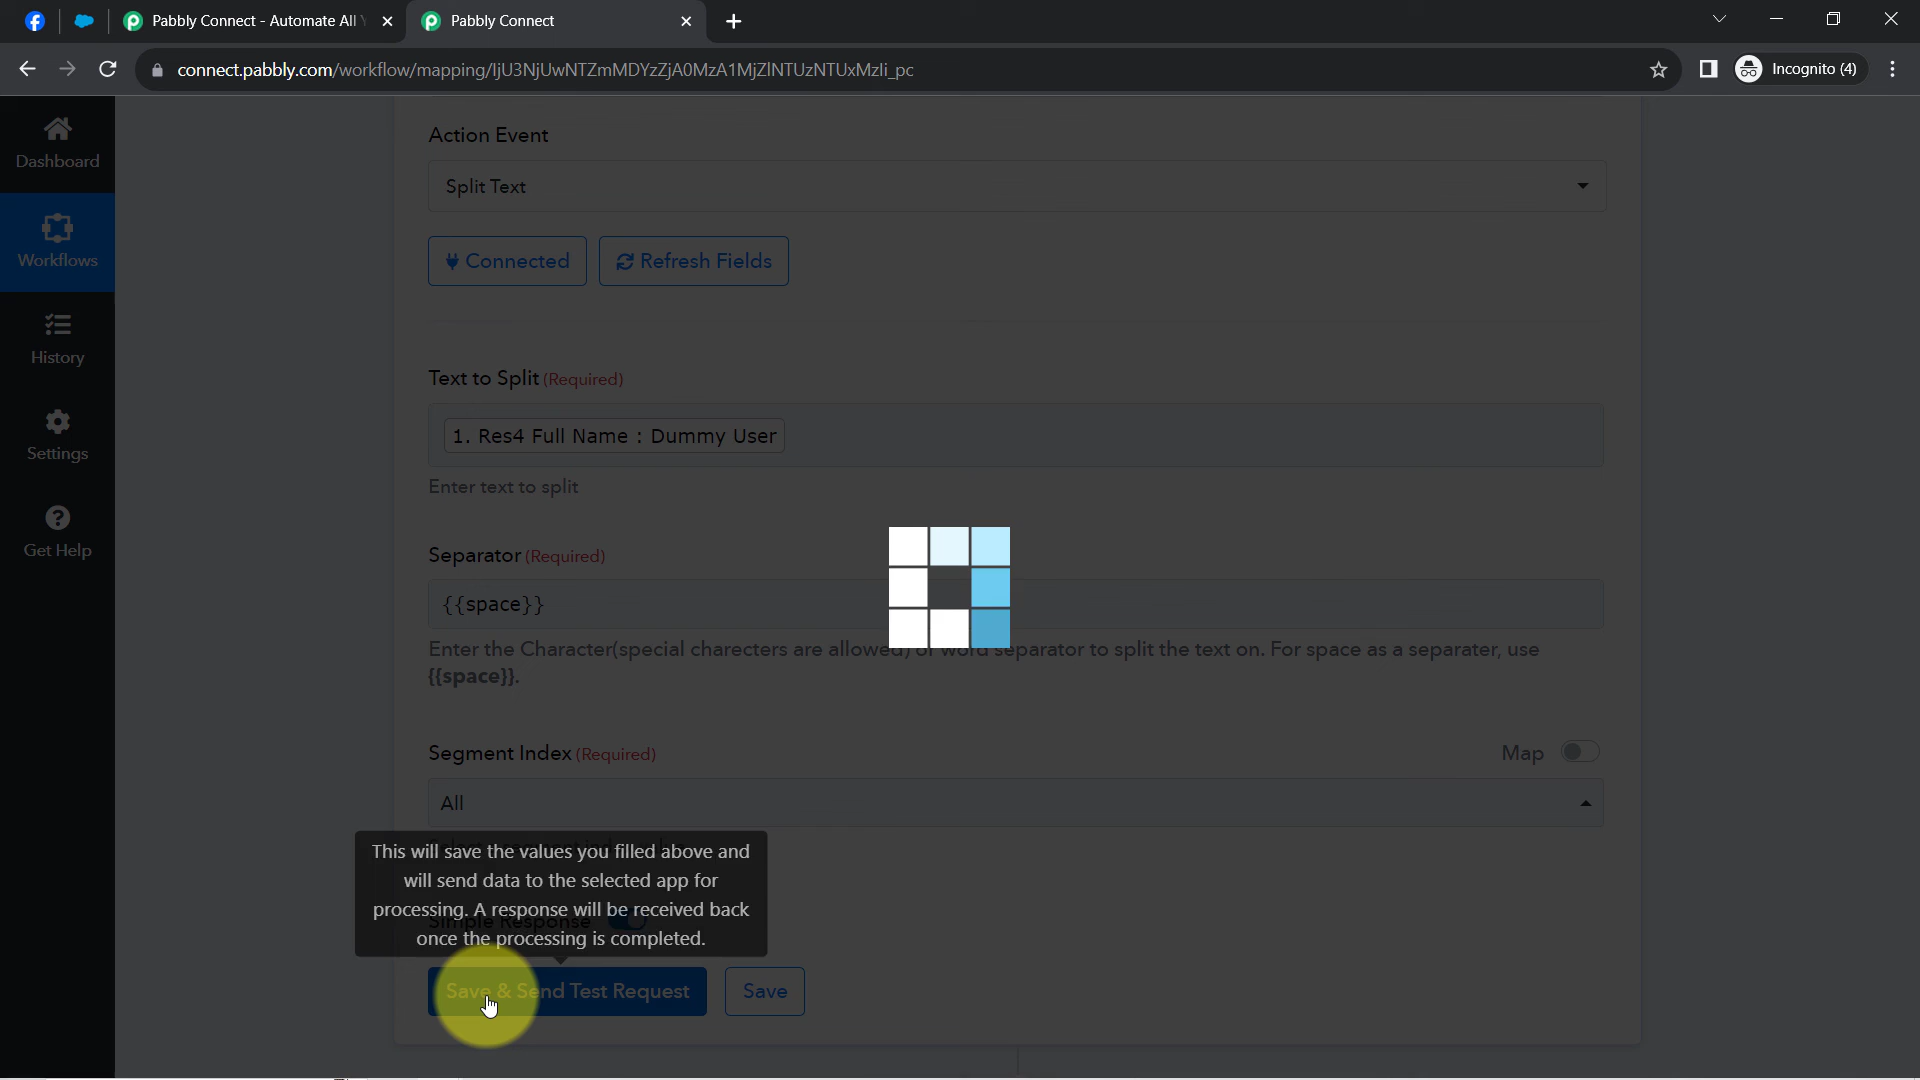 Pabbly Connect - Automate All
Pabbly Connect
connect.pabbly.com/workflow/mapping/IjU3NjUwNTZmMDYzZjA0MzA1MjZlNTUzNTUxMzIi_pc
Incognito (4)
Dashboard
Workflows
History
Settings
Get Help
Action Event
Split Text
Connected
Refresh Fields
Text to Split (Required)
1. Res4 Full Name : Dummy User
Enter text to split
Separator (Required)
{{space}}
Enter the Character(special charecters are allowed) or word separator to split the text on. For space as a separater, use
{{space}}.
Segment Index (Required)
Map
All
This will save the values you filled above and
will send data to the selected app for
processing. A response will be received back
once the processing is completed.
Simple Response
Save & Send Test Request
Save